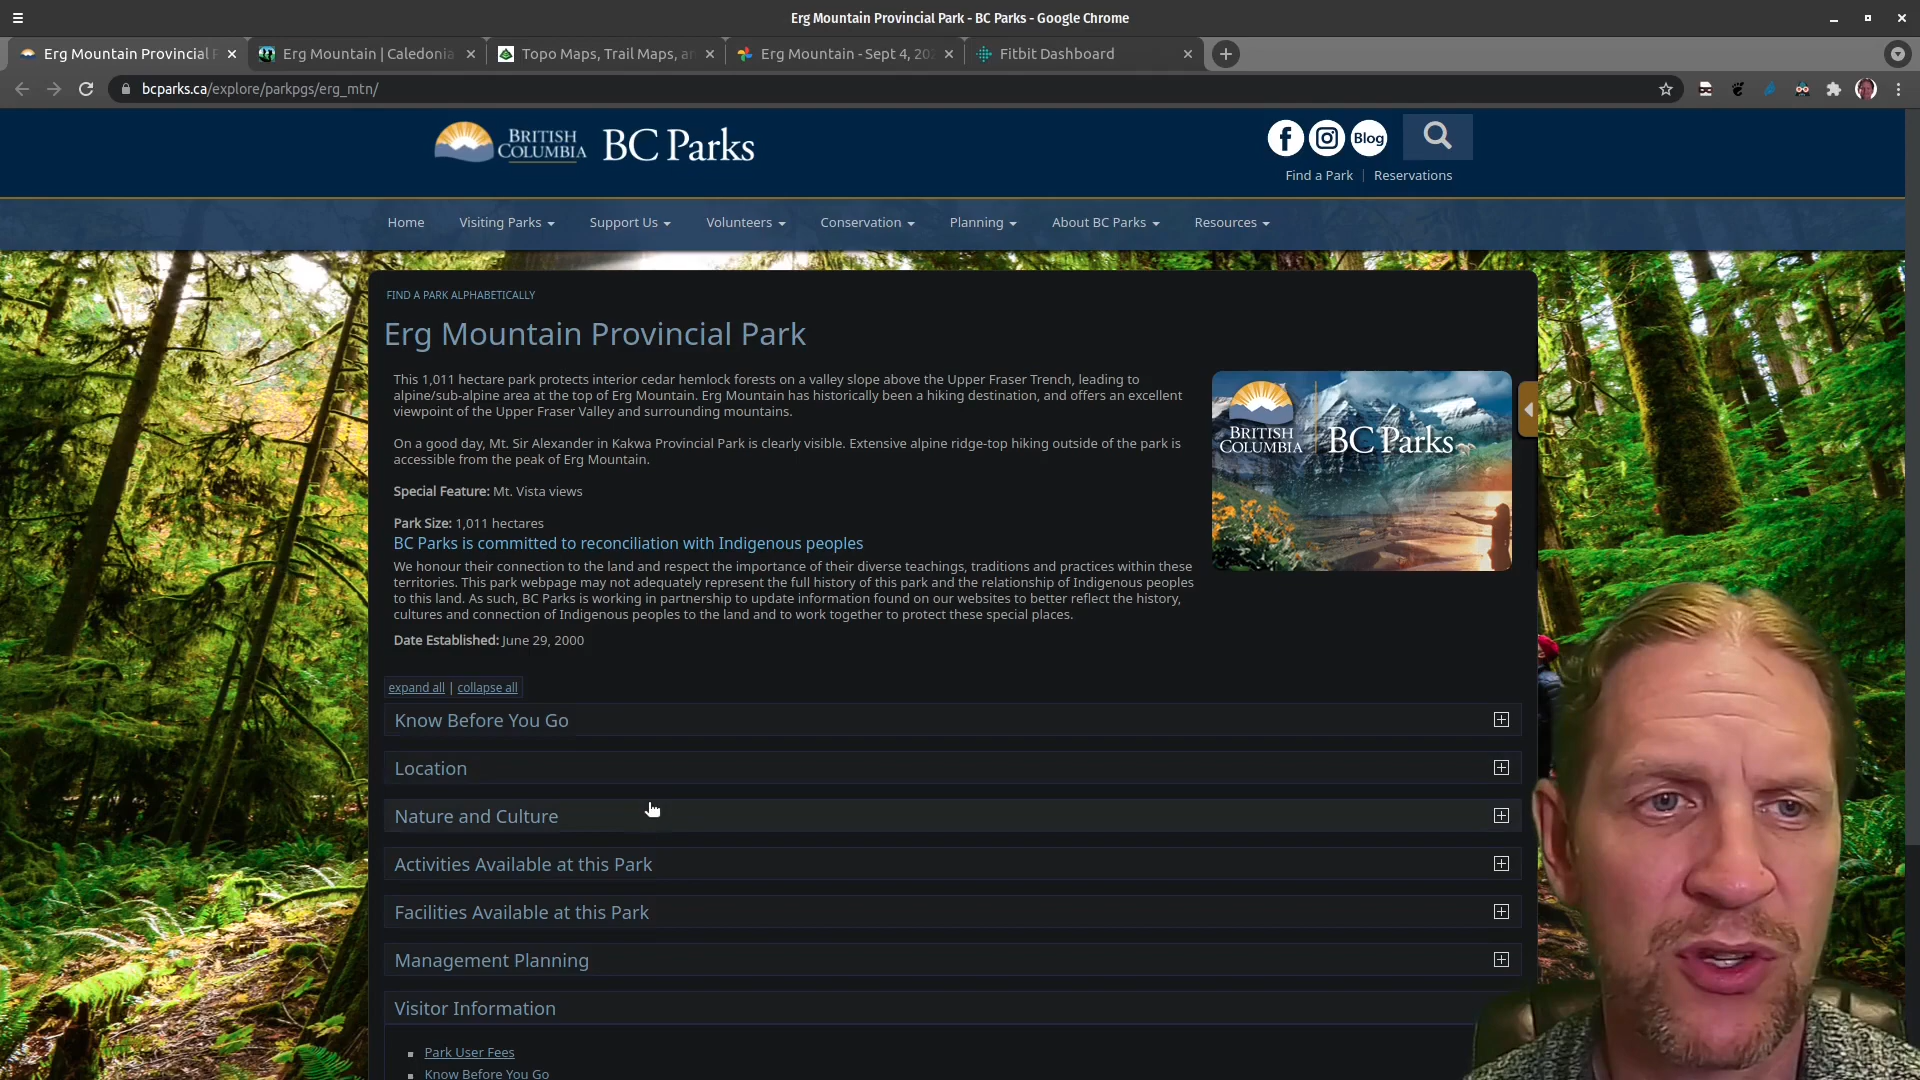 Erg Mountain Provincial Park - BC Parks - Google Chrome
Erg Mountain Provincial P
Erg Mountain | Caledonia
Topo Maps, Trail Maps, an
Erg Mountain - Sept 4, 202
Fitbit Dashboard
bcparks.ca/explore/parkpgs/erg_mtn/
BRITISH
COLUMBIA
BC Parks
Blog
Find a Park | Reservations
Home
Visiting Parks
Support Us
Volunteers
Conservation
Planning
About BC Parks
Resources
FIND A PARK ALPHABETICALLY
Erg Mountain Provincial Park
This 1,011 hectare park protects interior cedar hemlock forests on a valley slope above the Upper Fraser Trench, leading to
alpine/sub-alpine area at the top of Erg Mountain. Erg Mountain has historically been a hiking destination, and offers an excellent
viewpoint of the Upper Fraser Valley and surrounding mountains.
On a good day, Mt. Sir Alexander in Kakwa Provincial Park is clearly visible. Extensive alpine ridge-top hiking outside of the park is
accessible from the peak of Erg Mountain.
Special Feature: Mt. Vista views
Park Size: 1,011 hectares
BC Parks is committed to reconciliation with Indigenous peoples
We honour their connection to the land and respect the importance of their diverse teachings, traditions and practices within these
territories. This park webpage may not adequately represent the full history of this park and the relationship of Indigenous peoples
to this land. As such, BC Parks is working in partnership to update information found on our websites to better reflect the history,
cultures and connection of Indigenous peoples to the land and to work together to protect these special places.
Date Established: June 29, 2000
BRITISH
COLUMBIA
BC Parks
expand all | collapse all
Know Before You Go
Location
Nature and Culture
Activities Available at this Park
Facilities Available at this Park
Management Planning
Visitor Information
Park User Fees
Know Before You Go